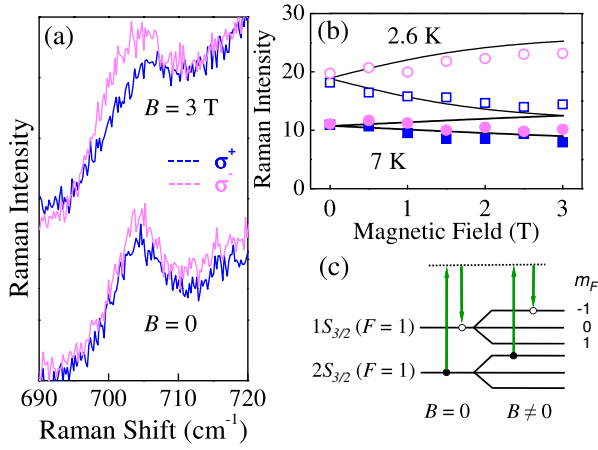 (a)
B = 3 T
σ+
σ-
B = 0
Raman Intensity
690 700 710 720
Raman Shift (cm-1)
(b)
30
20
10
0
Raman Intensity
2.6 K
7 K
0 1 2 3
Magnetic Field (T)
(c)
mF
-1
1S3/2 (F = 1)
0
1
2S3/2 (F = 1)
B = 0
B ≠ 0